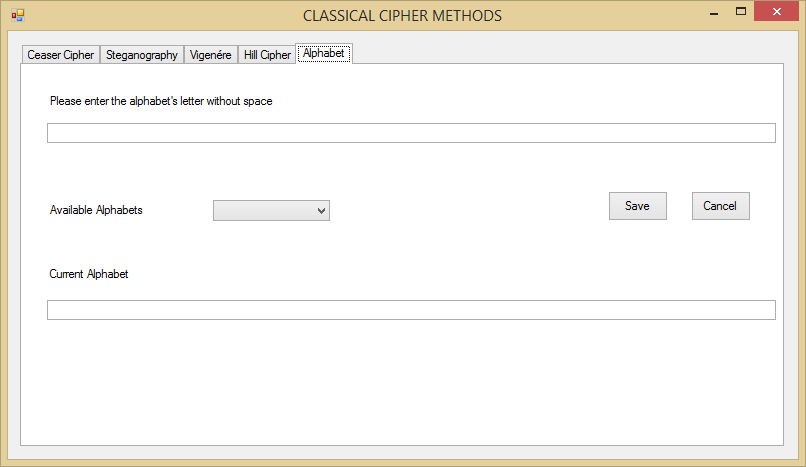 CLASSICAL CIPHER METHODS
Ceaser Cipher Steganography Vigenére Hill Cipher Alphabet
Please enter the alphabet's letter without space
Available Alphabets Save Cancel
Current Alphabet